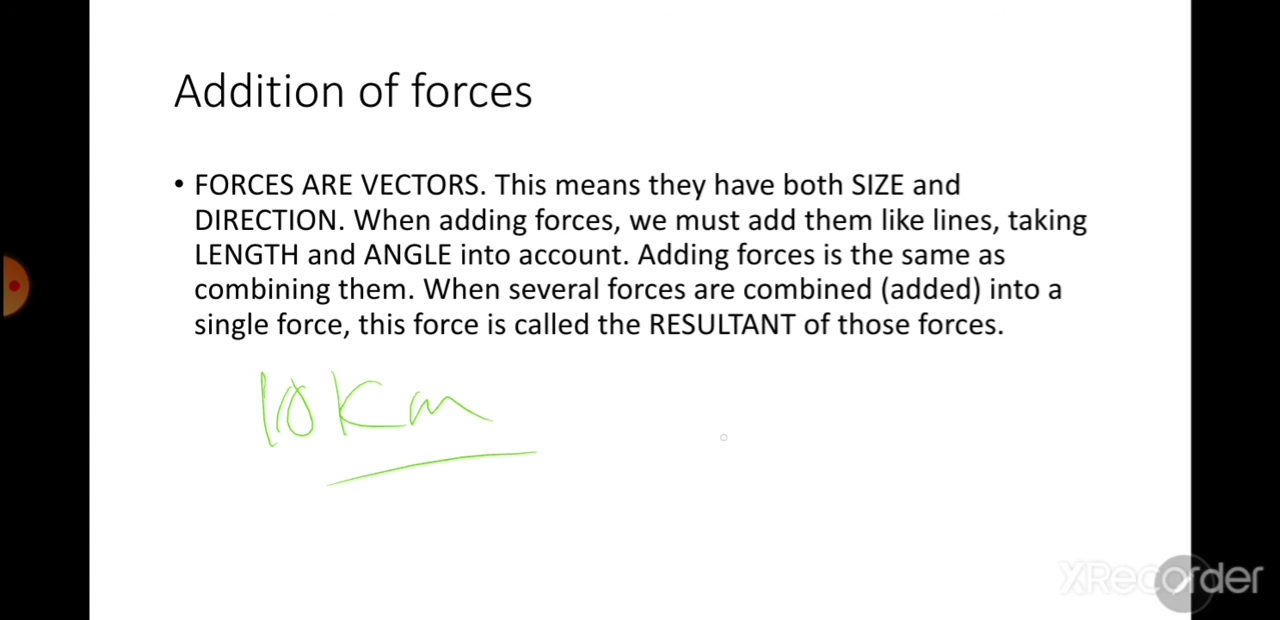 Addition of forces
• FORCES ARE VECTORS. This means they have both SIZE and
DIRECTION. When adding forces, we must add them like lines, taking
LENGTH and ANGLE into account. Adding forces is the same as
combining them. When several forces are combined (added) into a
single force, this force is called the RESULTANT of those forces.
10Km
XRecorder